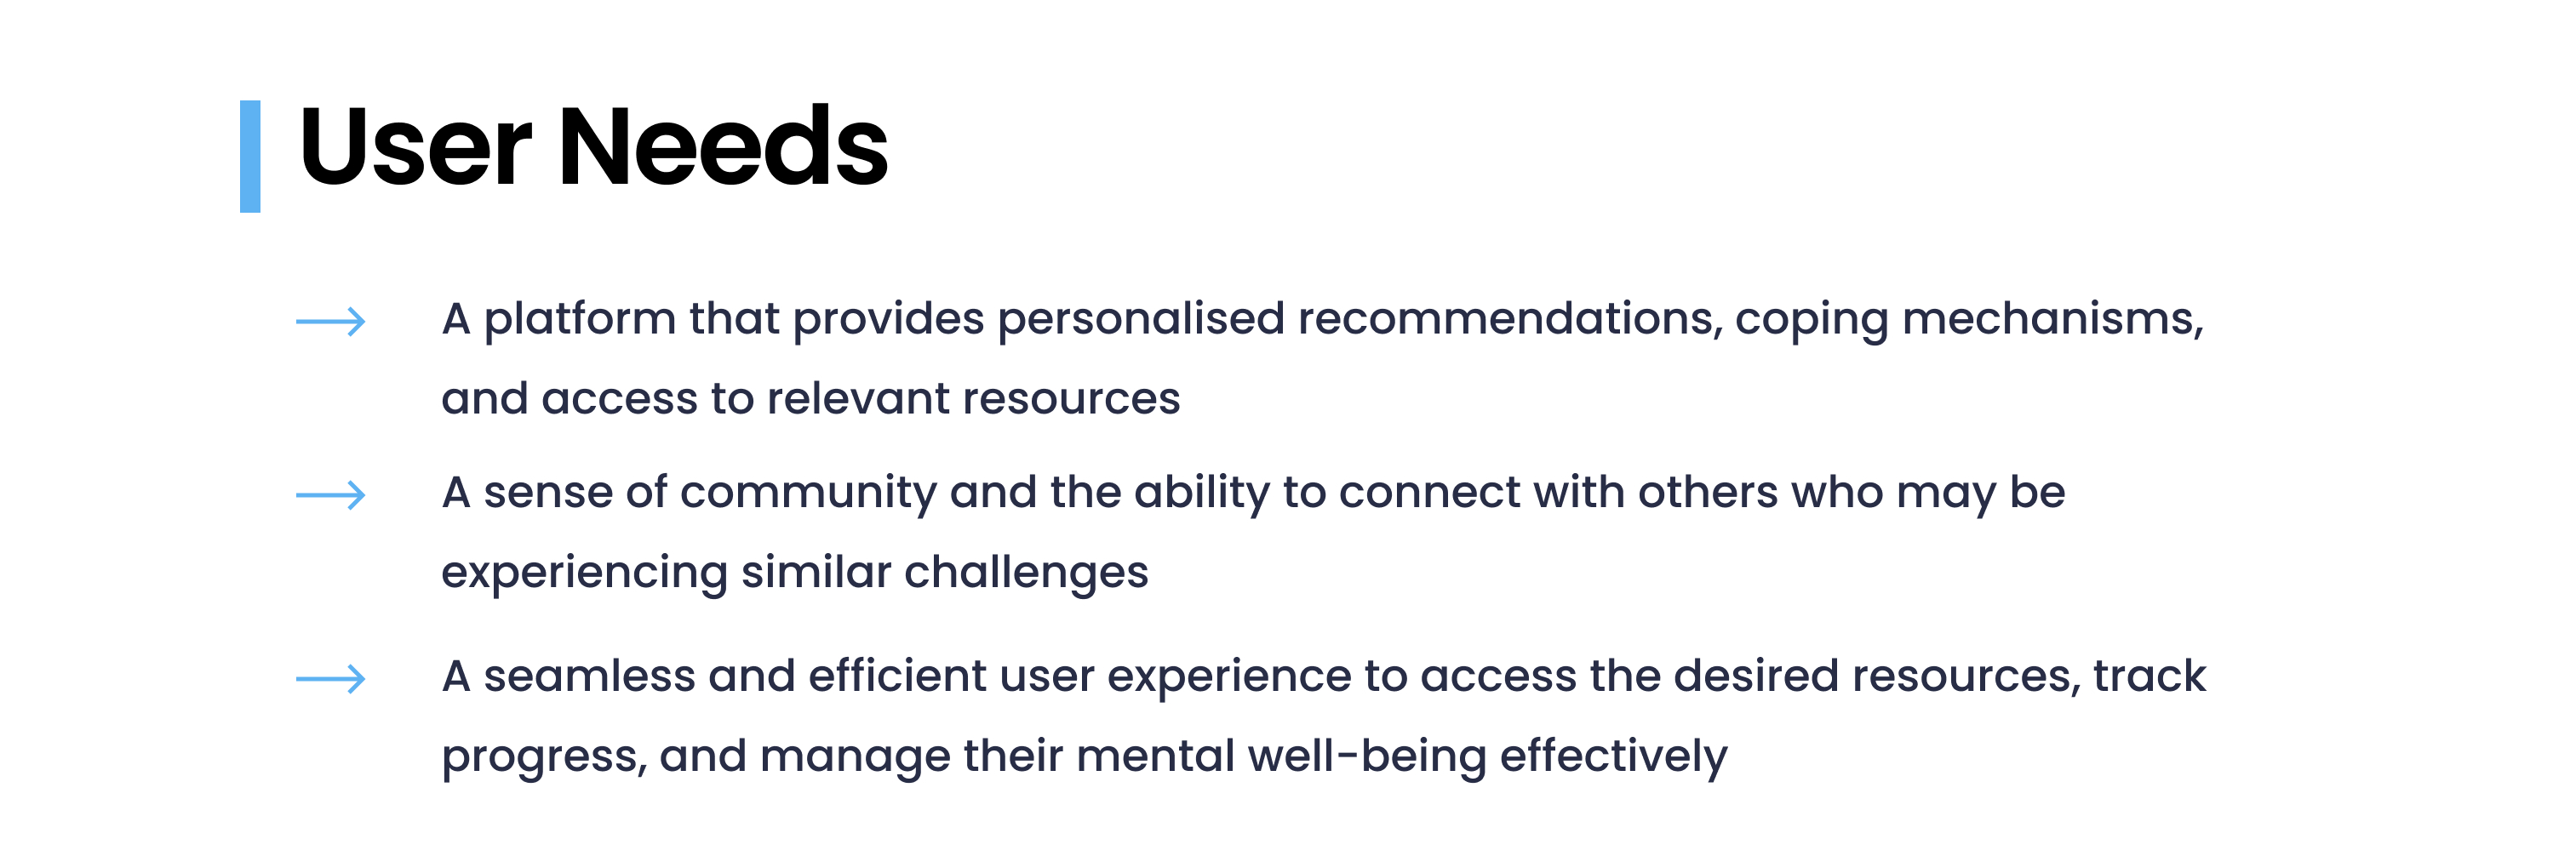 User Needs
A platform that provides personalised recommendations, coping mechanisms,
and access to relevant resources
A sense of community and the ability to connect with others who may be
experiencing similar challenges
A seamless and efficient user experience to access the desired resources, track
progress, and manage their mental well-being effectively